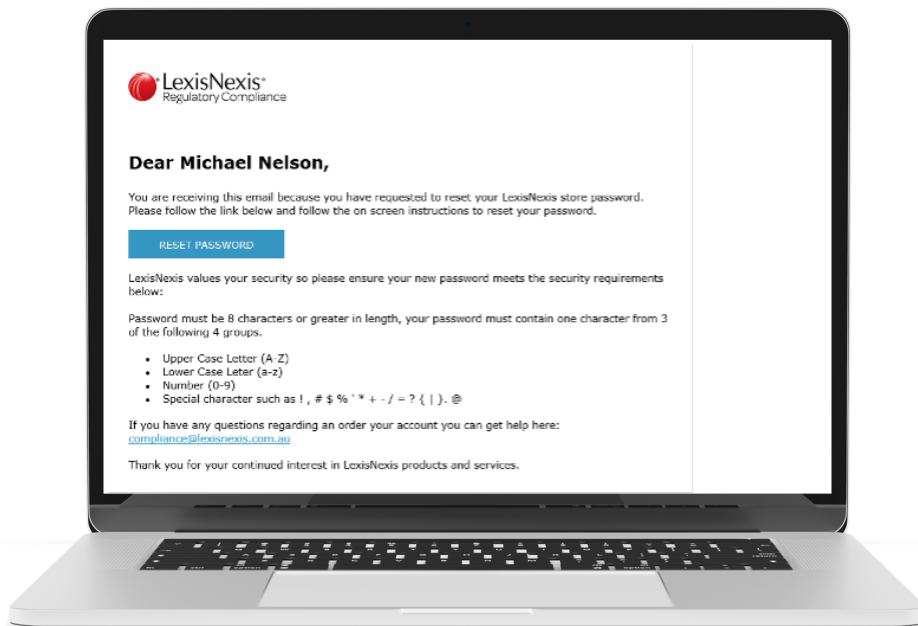 LexisNexis®
Regulatory Compliance
Dear Michael Nelson,
You are receiving this email because you have requested to reset your LexisNexis store password.
Please follow the link below and follow the on screen instructions to reset your password.
RESET PASSWORD
LexisNexis values your security so please ensure your new password meets the security requirements
below:
Password must be 8 characters or greater in length, your password must contain one character from 3
of the following 4 groups.
• Upper Case Letter (A-Z)
• Lower Case Leter (a-z)
• Number (0-9)
• Special character such as ! , # $ % ` * + - / = ? { | }. @
If you have any questions regarding an order your account you can get help here:
compliance@lexisnexis.com.au
Thank you for your continued interest in LexisNexis products and services.